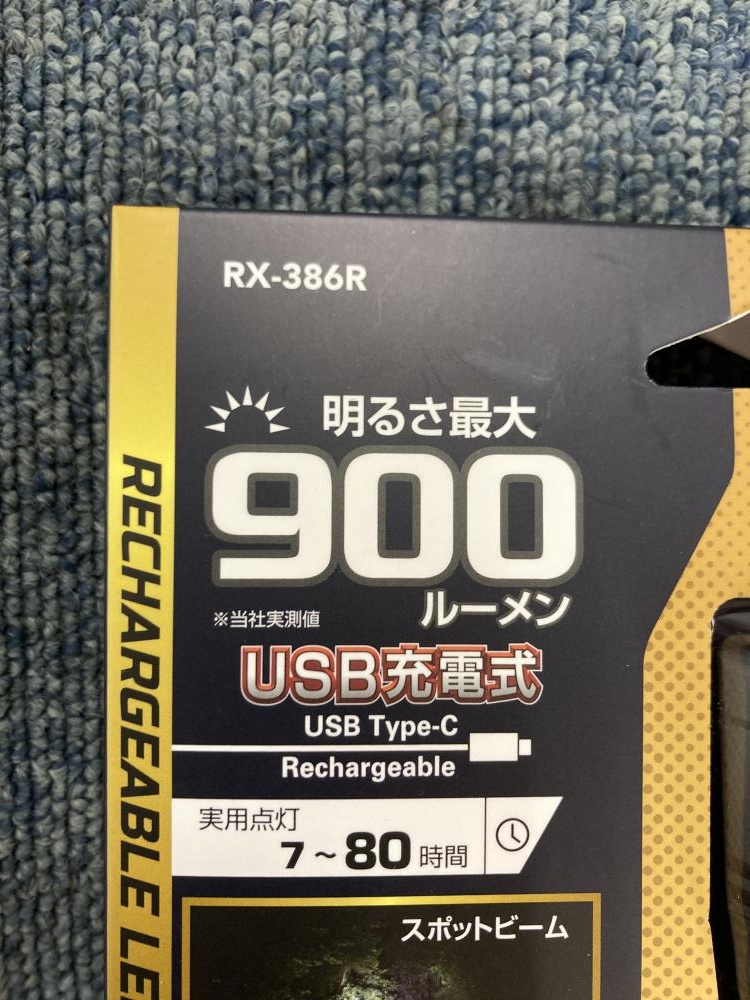 RX-386R
明るさ最大
900
ルーメン
※当社実測値
USB充電式
USB Type-C
Rechargeable
実用点灯
7~80時間
スポットビーム
RECHARGEABLE